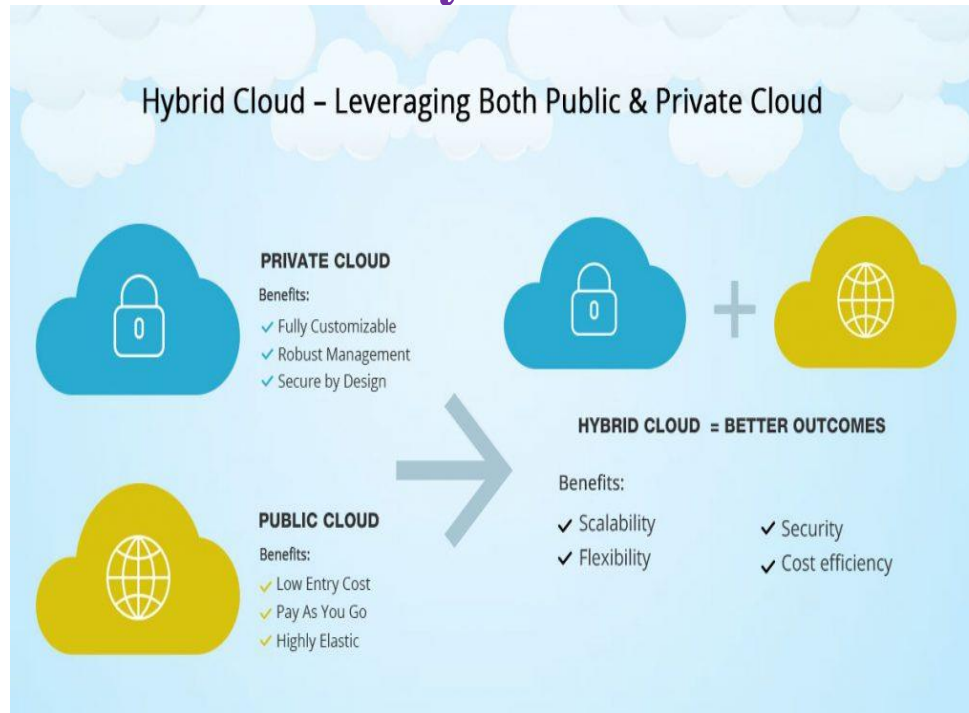 Hybrid Cloud – Leveraging Both Public & Private Cloud
PRIVATE CLOUD
Benefits:
✓ Fully Customizable
✓ Robust Management
✓ Secure by Design
PUBLIC CLOUD
Benefits:
✓ Low Entry Cost
✓ Pay As You Go
✓ Highly Elastic
+
HYBRID CLOUD = BETTER OUTCOMES
Benefits:
✓ Scalability
✓ Flexibility
✓ Security
✓ Cost efficiency